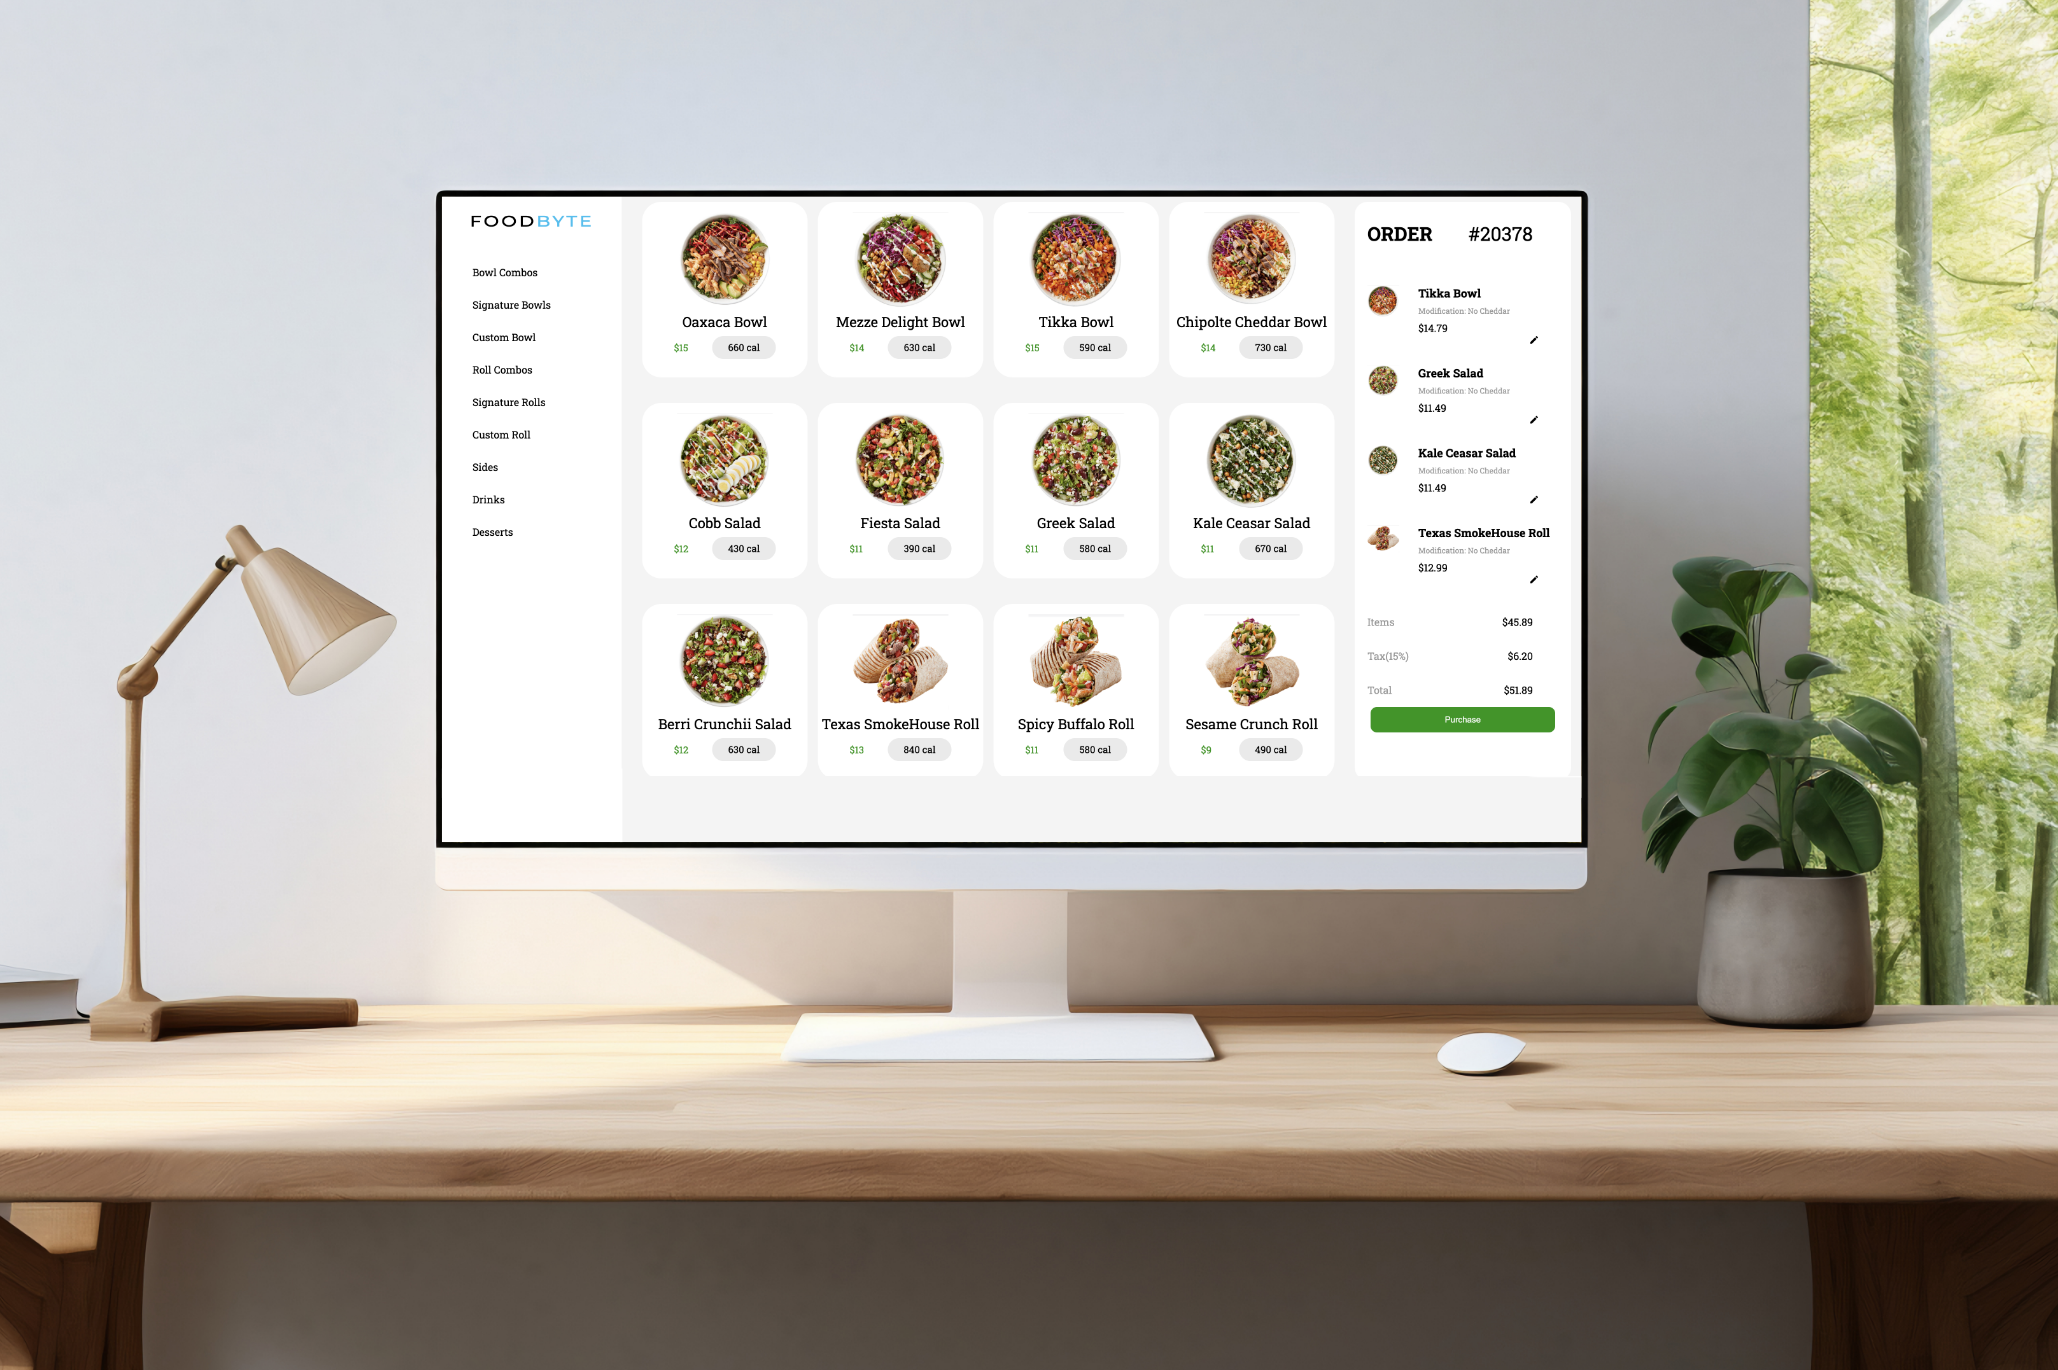 FOODBYTE
Bowl Combos
Signature Bowls
Custom Bowl
Roll Combos
Signature Rolls
Custom Roll
Sides
Drinks
Desserts
Oaxaca Bowl
$15 660 cal
Mezze Delight Bowl
$14 630 cal
Tikka Bowl
$15 590 cal
Chipolte Cheddar Bowl
$14 730 cal
Cobb Salad
$12 430 cal
Fiesta Salad
$11 390 cal
Greek Salad
$11 580 cal
Kale Ceasar Salad
$11 670 cal
Berri Crunchii Salad
$12 630 cal
Texas SmokeHouse Roll
$13 840 cal
Spicy Buffalo Roll
$11 580 cal
Sesame Crunch Roll
$9 490 cal
ORDER #20378
Tikka Bowl
Modification: No Cheddar
$14.79
Greek Salad
Modification: No Cheddar
$11.49
Kale Ceasar Salad
Modification: No Cheddar
$11.49
Texas SmokeHouse Roll
Modification: No Cheddar
$12.99
Items $45.89
Tax(15%) $6.20
Total $51.89
Purchase